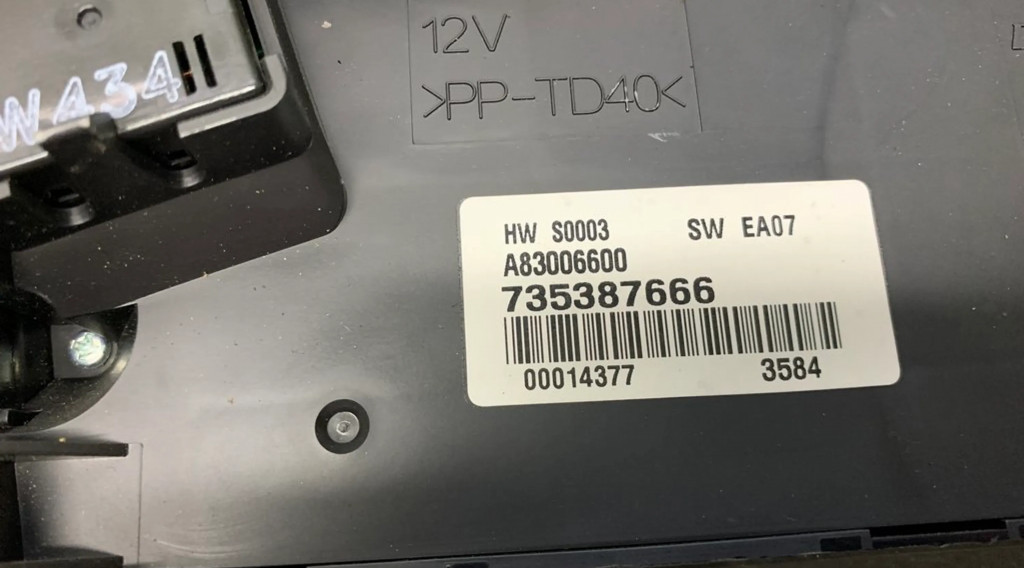 12V
>PP-TD40<
W434
HW S0003 SW EA07
A83006600
735387666
00014377 3584